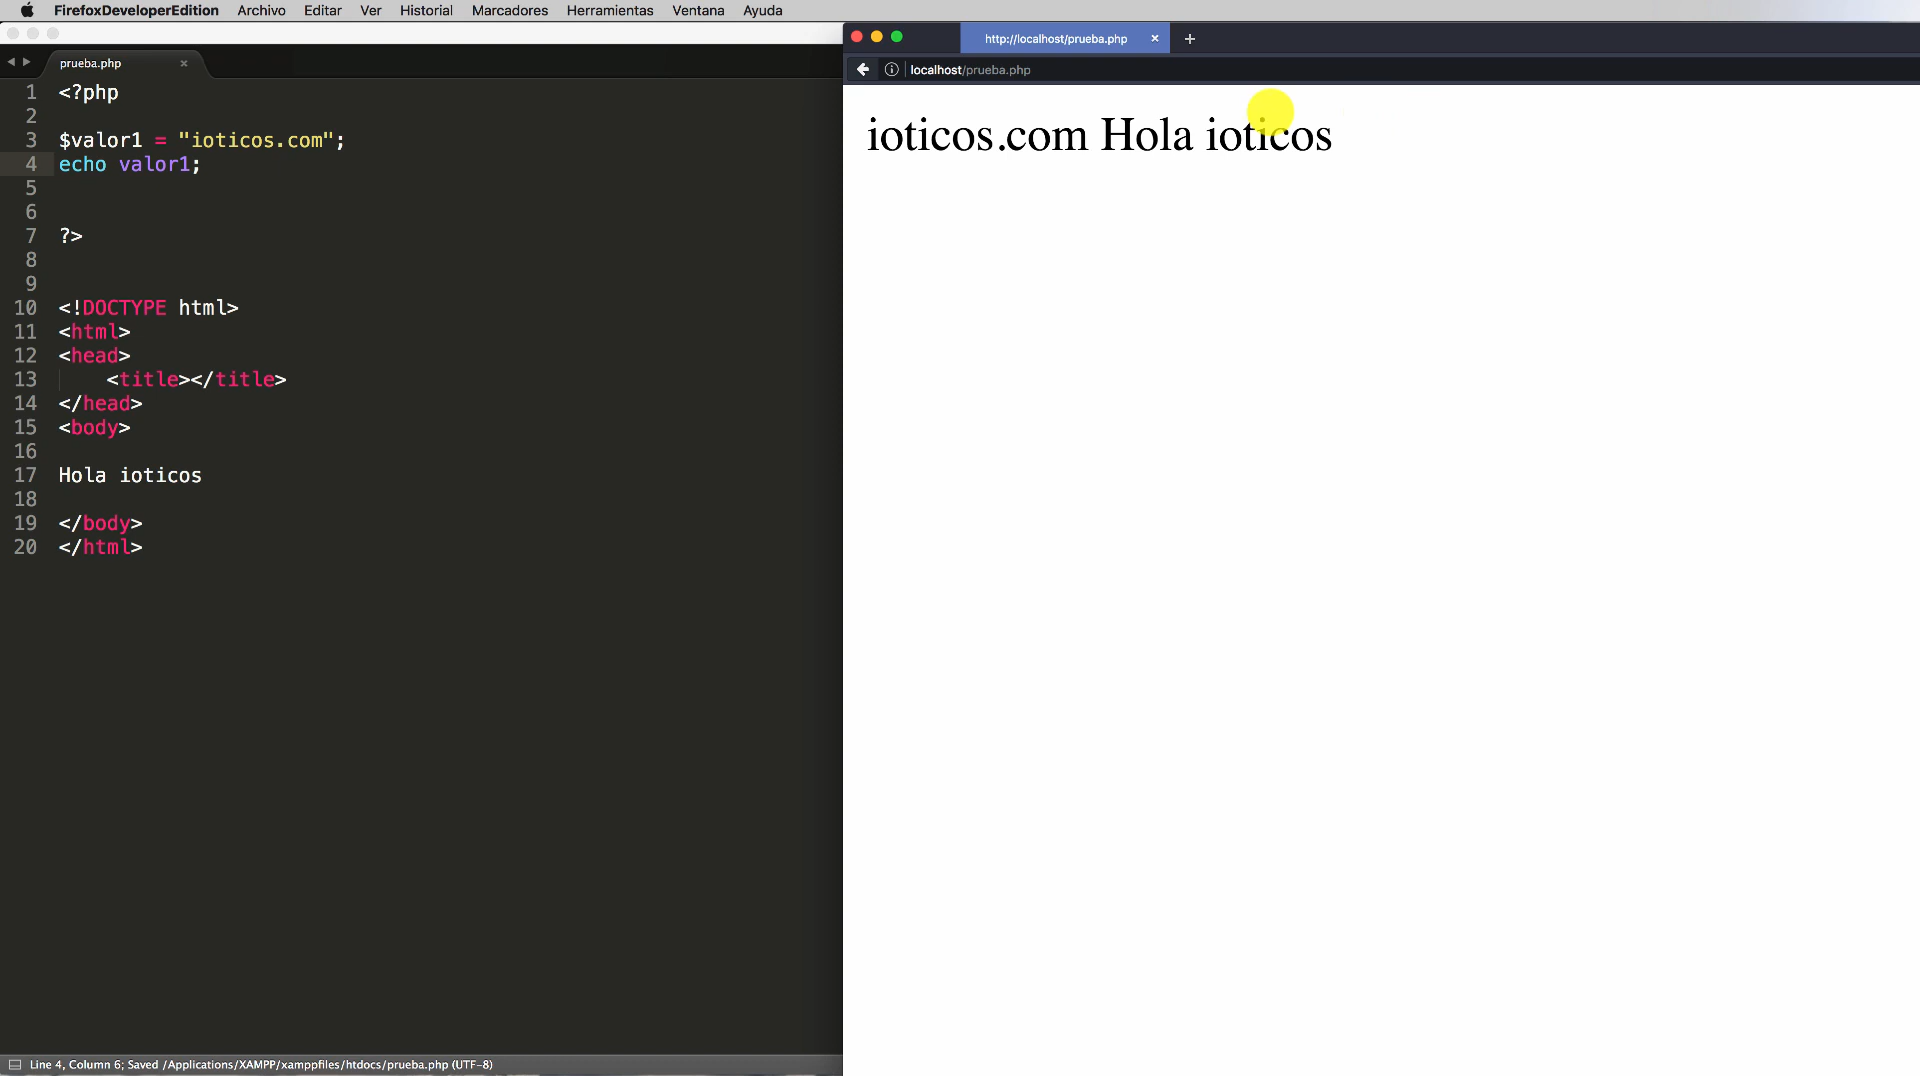 FirefoxDeveloperEdition Archivo Editar Ver Historial Marcadores Herramientas Ventana Ayuda
prueba.php
1 <?php
2
3 $valor1 = "ioticos.com";
4 echo valor1;
5
6
7 ?>
8
9
10 <!DOCTYPE html>
11 <html>
12 <head>
13 <title></title>
14 </head>
15 <body>
16
17 Hola ioticos
18
19 </body>
20 </html>
Line 4, Column 6; Saved /Applications/XAMPP/xamppfiles/htdocs/prueba.php (UTF-8)
http://localhost/prueba.php
localhost/prueba.php
ioticos.com Hola ioticos